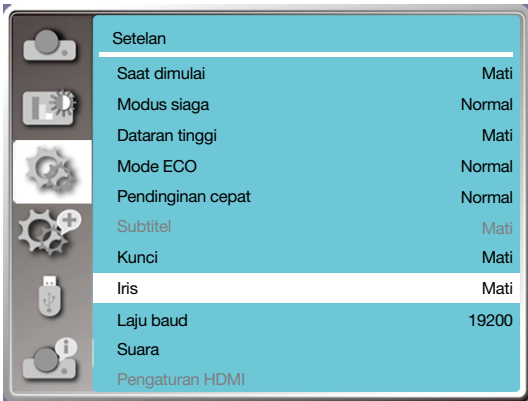 Setelan
Saat dimulai Mati
Modus siaga Normal
Dataran tinggi Mati
Mode ECO Normal
Pendinginan cepat Normal
Subtitel Mati
Kunci Mati
Iris Mati
Laju baud 19200
Suara
Pengaturan HDMI